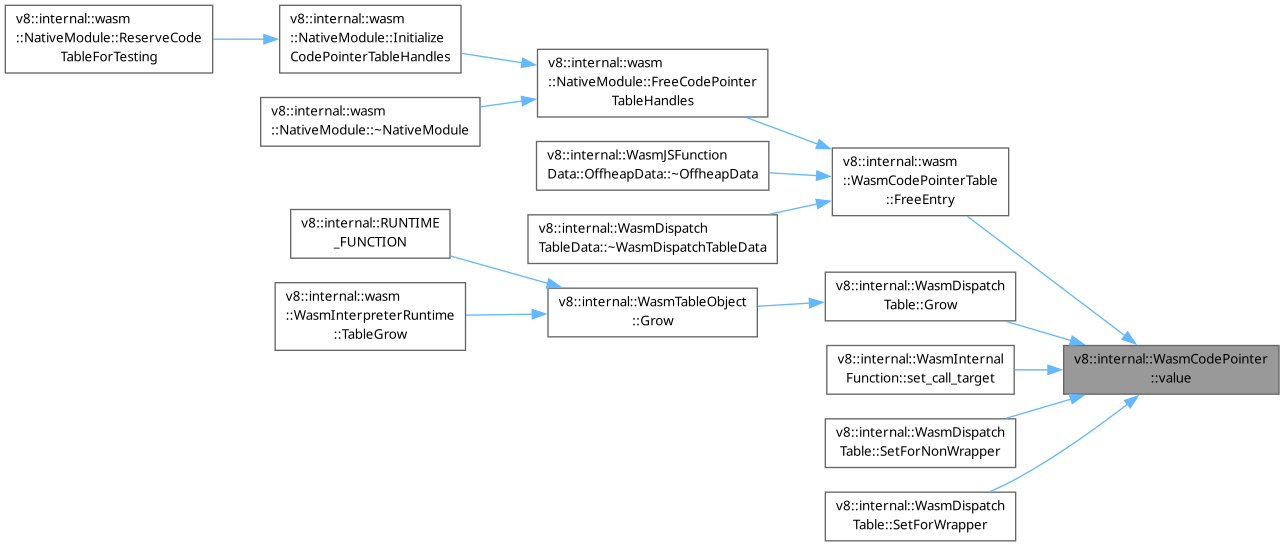 v8::internal::wasm
::NativeModule::ReserveCode
TableForTesting
v8::internal::wasm
::NativeModule::Initialize
CodePointerTableHandles
v8::internal::wasm
::NativeModule::~NativeModule
v8::internal::wasm
::NativeModule::FreeCodePointer
TableHandles
v8::internal::WasmJSFunction
Data::OffheapData::~OffheapData
v8::internal::WasmDispatch
TableData::~WasmDispatchTableData
v8::internal::wasm
::WasmCodePointerTable
::FreeEntry
v8::internal::RUNTIME
_FUNCTION
v8::internal::wasm
::WasmInterpreterRuntime
::TableGrow
v8::internal::WasmTableObject
::Grow
v8::internal::WasmDispatch
Table::Grow
v8::internal::WasmInternal
Function::set_call_target
v8::internal::WasmDispatch
Table::SetForNonWrapper
v8::internal::WasmDispatch
Table::SetForWrapper
v8::internal::WasmCodePointer
::value